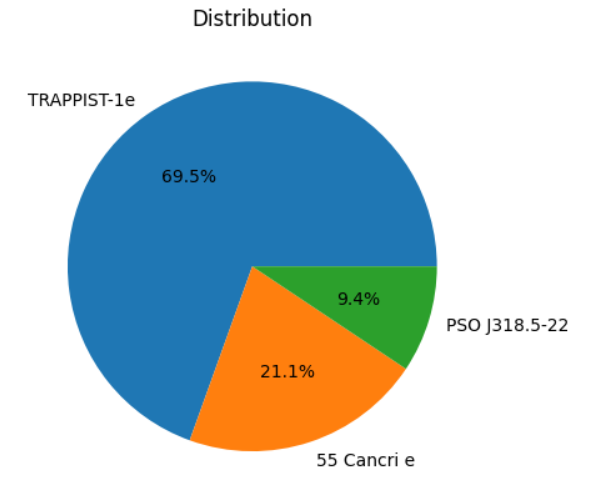 Distribution
TRAPPIST-1e
69.5%
9.4%
PSO J318.5-22
21.1%
55 Cancri e